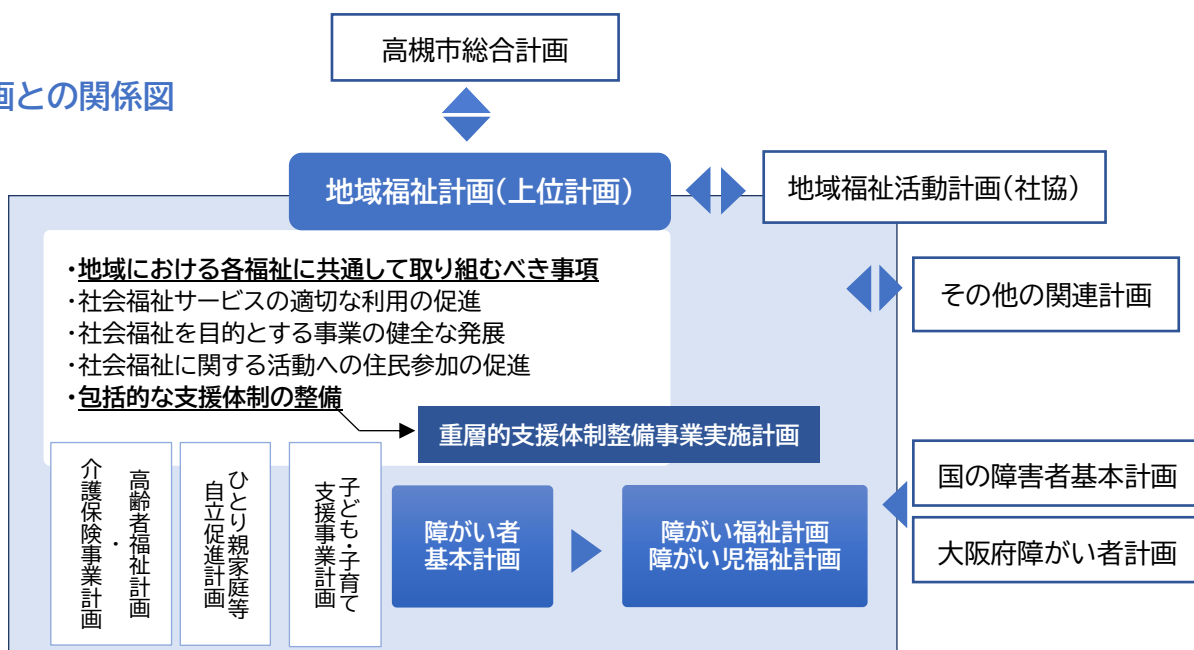 高槻市総合計画
画との関係図
地域福祉計画(上位計画)
地域福祉活動計画(社協)
・地域における各福祉に共通して取り組むべき事項
・社会福祉サービスの適切な利用の促進
・社会福祉を目的とする事業の健全な発展
・社会福祉に関する活動への住民参加の促進
・包括的な支援体制の整備
その他の関連計画
重層的支援体制整備事業実施計画
高齢者福祉計画
・
介護保険事業計画
ひとり親家庭等
自立促進計画
子ども・子育て
支援事業計画
障がい者
基本計画
障がい福祉計画
障がい児福祉計画
国の障害者基本計画
大阪府障がい者計画